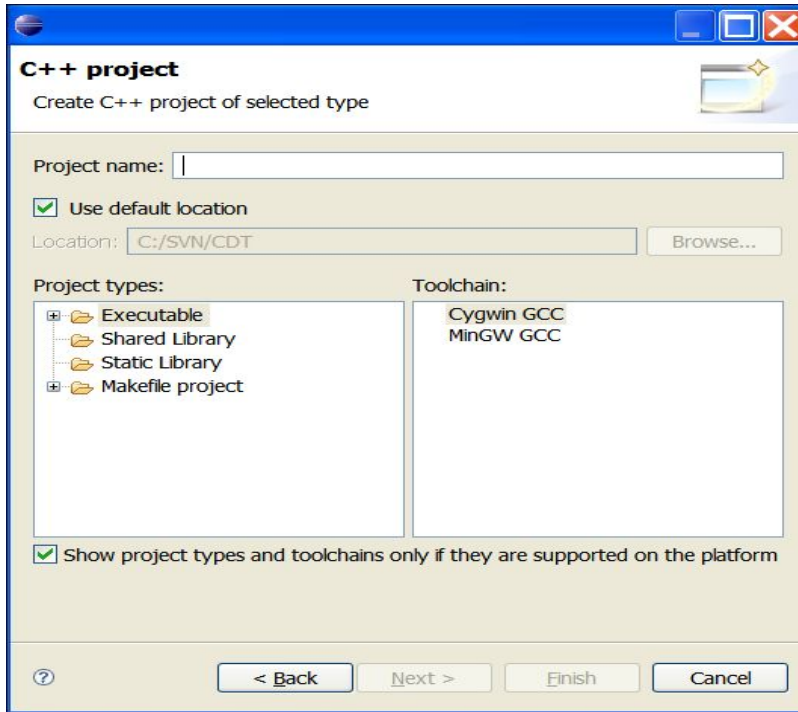 C++ project
Create C++ project of selected type
Project name:
Use default location
Location: C:/SVN/CDT Browse...
Project types: Toolchain:
Executable Cygwin GCC
Shared Library MinGW GCC
Static Library
Makefile project
Show project types and toolchains only if they are supported on the platform
? < Back Next > Finish Cancel